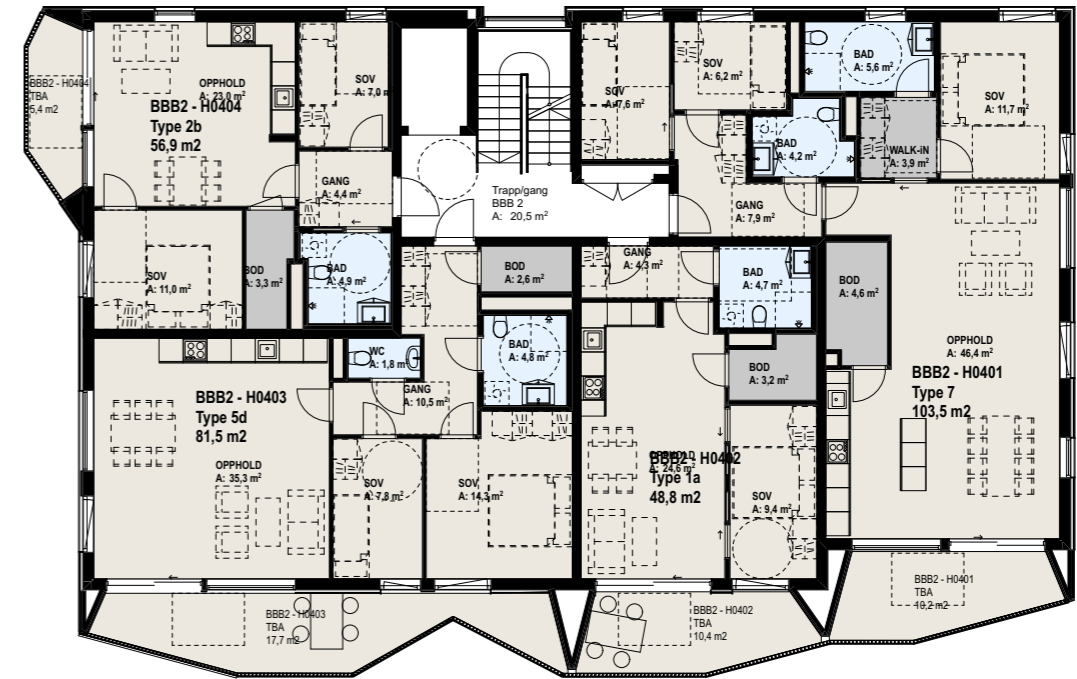 BBB2 - H0404
TBA
5,4 m2
OPPHOLD
A: 23,0 m²
BBB2 - H0404
Type 2b
56,9 m2
SOV
A: 7,0 m
GANG
A: 4,4 m²
SOV
A: 11,0 m²
BOD
A: 3,3 m²
BAD
A: 4,9 m²
Trapp/gang
BBB 2
A: 20,5 m²
SOV
A: 7,6 m²
SOV
A: 6,2 m²
BAD
A: 5,6 m²
SOV
A: 11,7 m²
BAD
A: 4,2 m²
WALK-IN
A: 3,9 m²
GANG
A: 7,9 m²
BOD
A: 4,6 m²
OPPHOLD
A: 46,4 m²
BBB2 - H0401
Type 7
103,5 m2
BOD
A: 2,6 m²
GANG
A: 4,3 m²
BAD
A: 4,7 m²
BAD
A: 4,8 m²
BOD
A: 3,2 m²
WC
A: 1,8 m²
GANG
A: 10,5 m²
BBB2 - H0403
Type 5d
81,5 m2
OPPHOLD
A: 35,3 m²
SOV
A: 7,8 m²
SOV
A: 14,3 m²
OPPHOLD
A: 24,6 m²
BBB2 - H0402
Type 1a
48,8 m2
SOV
A: 9,4 m²
BBB2 - H0403
TBA
17,7 m2
BBB2 - H0402
TBA
10,4 m2
BBB2 - H0401
TBA
10,2 m2